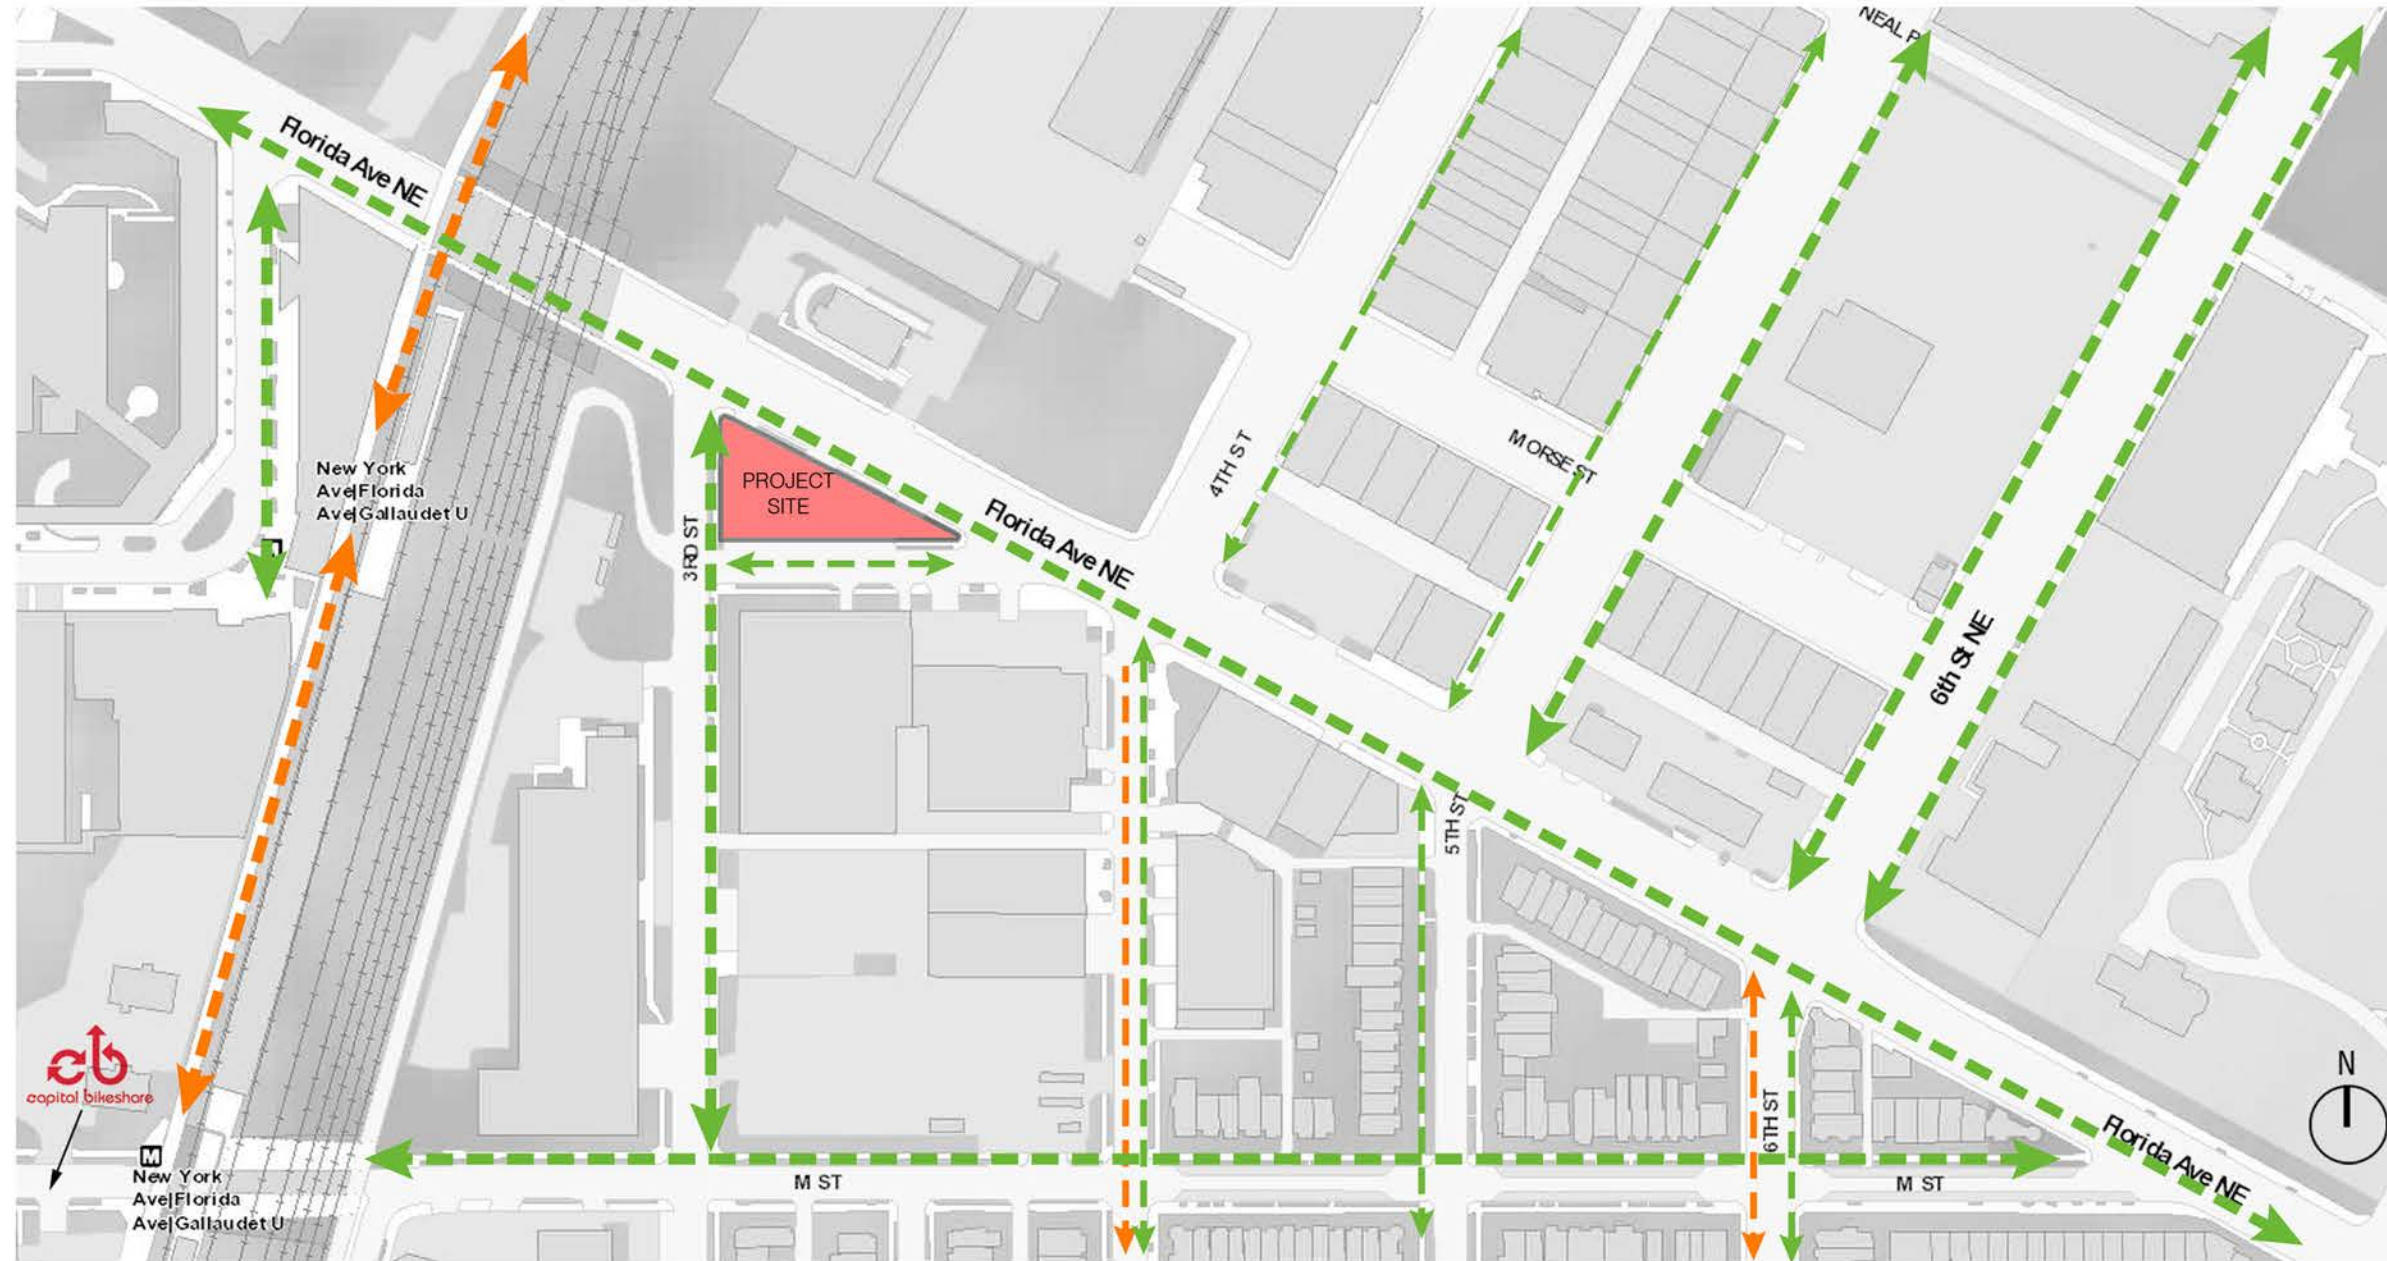 NEAL P
Florida Ave NE
New York
Ave|Florida
Ave|Gallaudet U
PROJECT
SITE
3RD ST
4TH ST
MORSE ST
Florida Ave NE
6th St NE
5TH ST
6TH ST
N
capital bikeshare
M
New York
Ave|Florida
Ave|Gallaudet U
M ST
M ST
Florida Ave NE